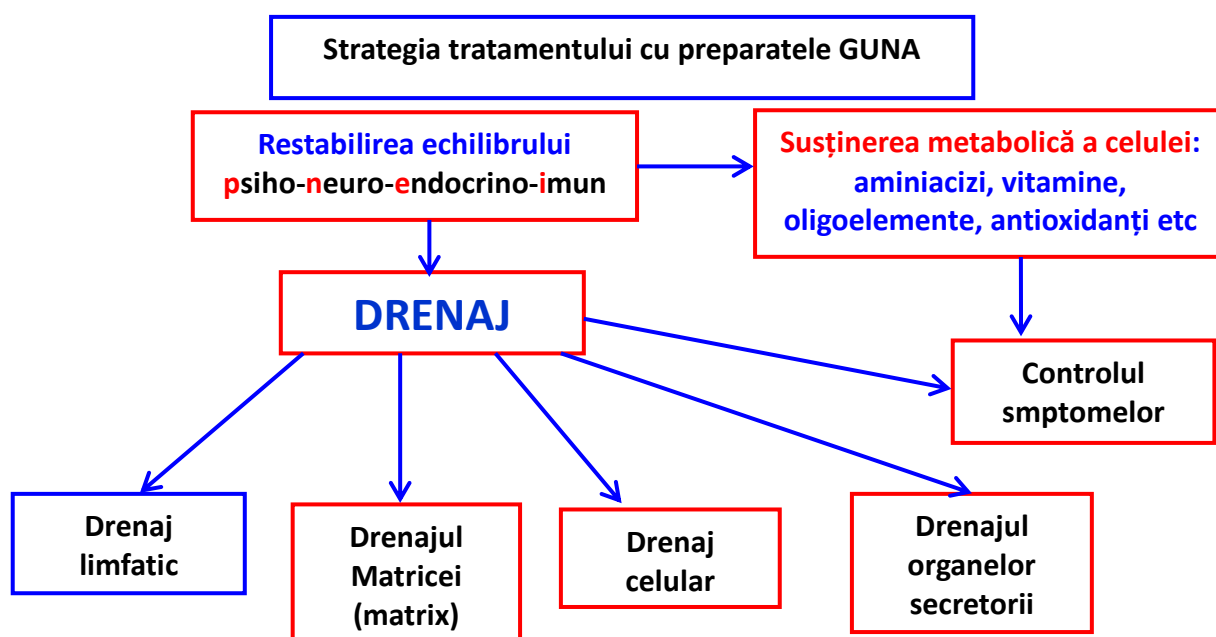 Strategia tratamentului cu preparatele GUNA
Restabilirea echilibrului
psiho-neuro-endocrino-imun
Susținerea metabolică a celulei:
aminiacizi, vitamine,
oligoelemente, antioxidanți etc
DRENAJ
Controlul
smptomelor
Drenaj
limfatic
Drenajul
Matricei
(matrix)
Drenaj
celular
Drenajul
organelor
secretorii